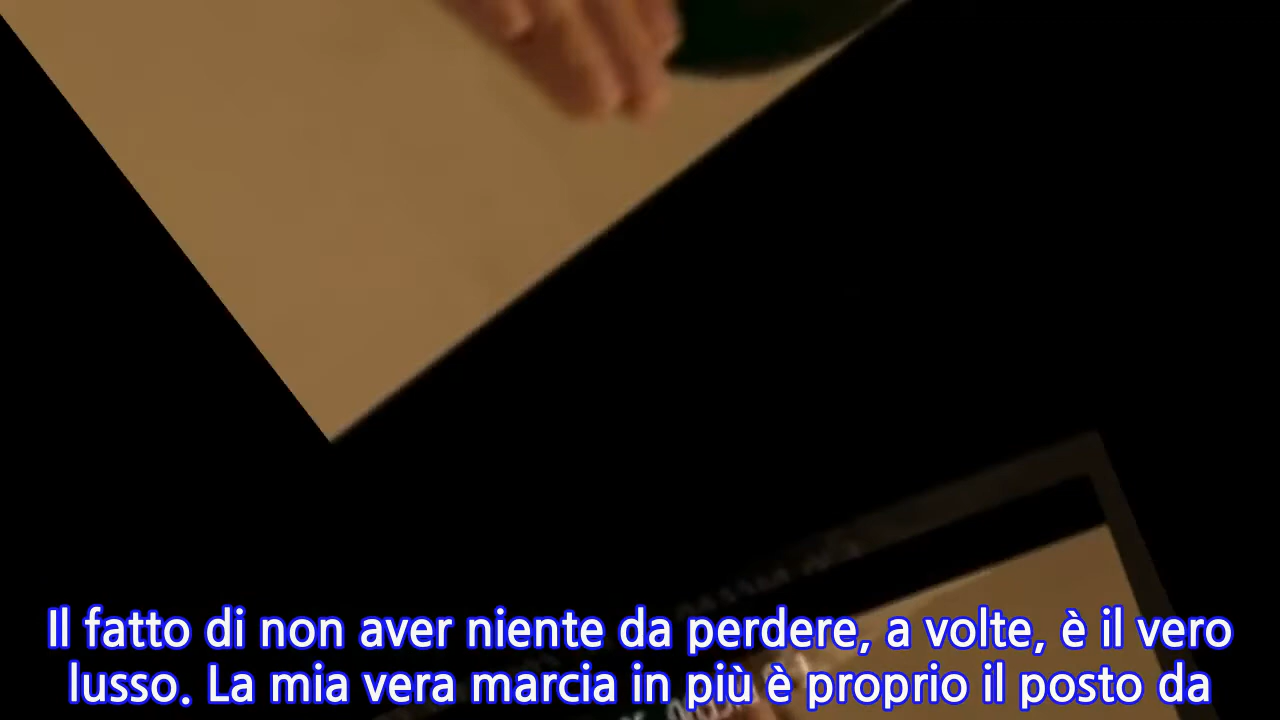 Il fatto di non aver niente da perdere, a volte, è il vero
lusso. La mia vera marcia in più è proprio il posto da